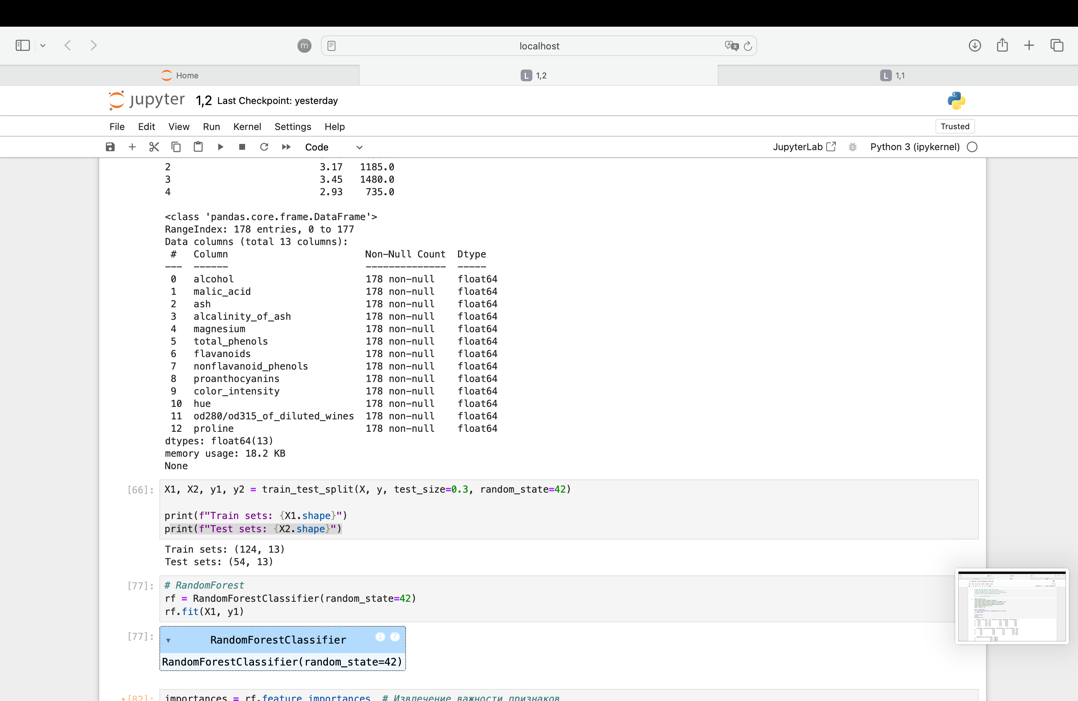 m
localhost
Home
L 1,2
L 1,1
jupyter 1,2 Last Checkpoint: yesterday
File Edit View Run Kernel Settings Help
Trusted
Code
JupyterLab
Python 3 (ipykernel)
2 3.17 1185.0
3 3.45 1480.0
4 2.93 735.0
<class 'pandas.core.frame.DataFrame'>
RangeIndex: 178 entries, 0 to 177
Data columns (total 13 columns):
# Column Non-Null Count Dtype
--- ------ -------------- -----
0 alcohol 178 non-null float64
1 malic_acid 178 non-null float64
2 ash 178 non-null float64
3 alcalinity_of_ash 178 non-null float64
4 magnesium 178 non-null float64
5 total_phenols 178 non-null float64
6 flavanoids 178 non-null float64
7 nonflavanoid_phenols 178 non-null float64
8 proanthocyanins 178 non-null float64
9 color_intensity 178 non-null float64
10 hue 178 non-null float64
11 od280/od315_of_diluted_wines 178 non-null float64
12 proline 178 non-null float64
dtypes: float64(13)
memory usage: 18.2 KB
None
[66]: X1, X2, y1, y2 = train_test_split(X, y, test_size=0.3, random_state=42)
print(f"Train sets: {X1.shape}")
print(f"Test sets: {X2.shape}")
Train sets: (124, 13)
Test sets: (54, 13)
[77]: # RandomForest
rf = RandomForestClassifier(random_state=42)
rf.fit(X1, y1)
[77]: RandomForestClassifier i ?
RandomForestClassifier(random_state=42)
[82]: importances = rf.feature_importances_ # Извлечение важности признаков